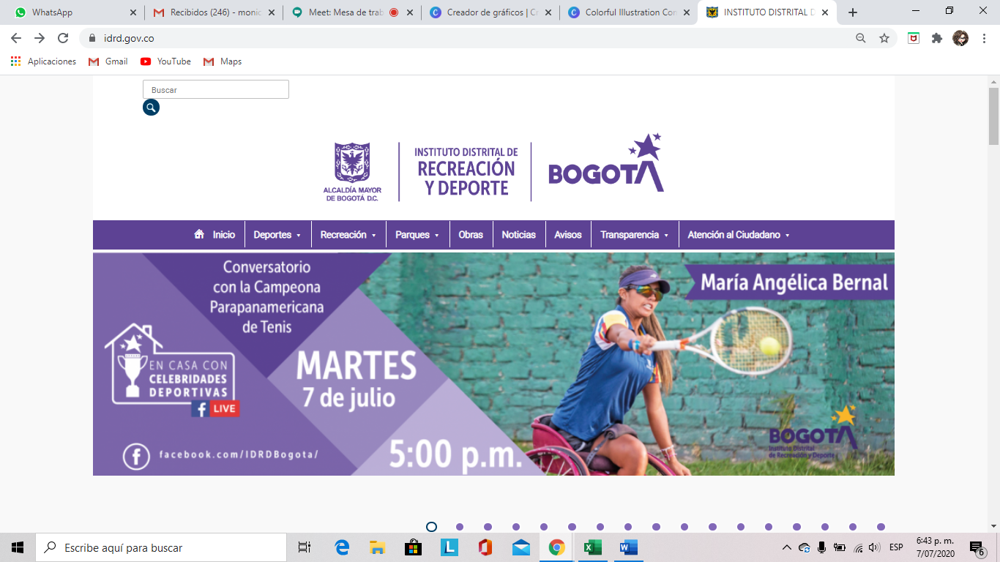 WhatsApp
Recibidos (246) - monic
Meet: Mesa de trab
Creador de gráficos | Ce
Colorful Illustration Con
INSTITUTO DISTRITAL D
idrd.gov.co
Aplicaciones
Gmail
YouTube
Maps
Buscar
ALCALDÍA MAYOR
DE BOGOTÁ D.C.
INSTITUTO DISTRITAL DE
RECREACIÓN
Y DEPORTE
BOGOTÁ
Inicio
Deportes
Recreación
Parques
Obras
Noticias
Avisos
Transparencia
Atención al Ciudadano
Conversatorio
con la Campeona
Parapanamericana
de Tenis
María Angélica Bernal
EN CASA CON
CELEBRIDADES
DEPORTIVAS
f LIVE
MARTES
7 de julio
5:00 p.m.
f facebook.com/IDRDBogota/
BOGOTÁ
Instituto Distrital
de Recreación y Deporte
Escribe aquí para buscar
ESP
6:43 p. m.
7/07/2020
6